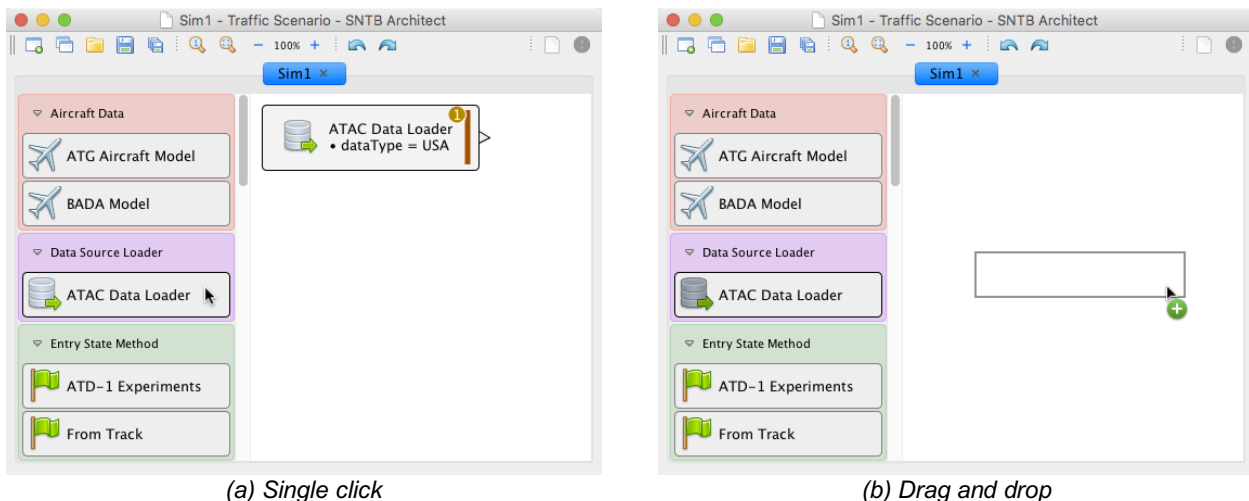 Sim1 - Traffic Scenario - SNTB Architect
100%
Sim1 ×
Aircraft Data
ATG Aircraft Model
BADA Model
Data Source Loader
ATAC Data Loader
Entry State Method
ATD-1 Experiments
From Track
1
ATAC Data Loader
• dataType = USA
(a) Single click
Sim1 - Traffic Scenario - SNTB Architect
100%
Sim1 ×
Aircraft Data
ATG Aircraft Model
BADA Model
Data Source Loader
ATAC Data Loader
Entry State Method
ATD-1 Experiments
From Track
(b) Drag and drop